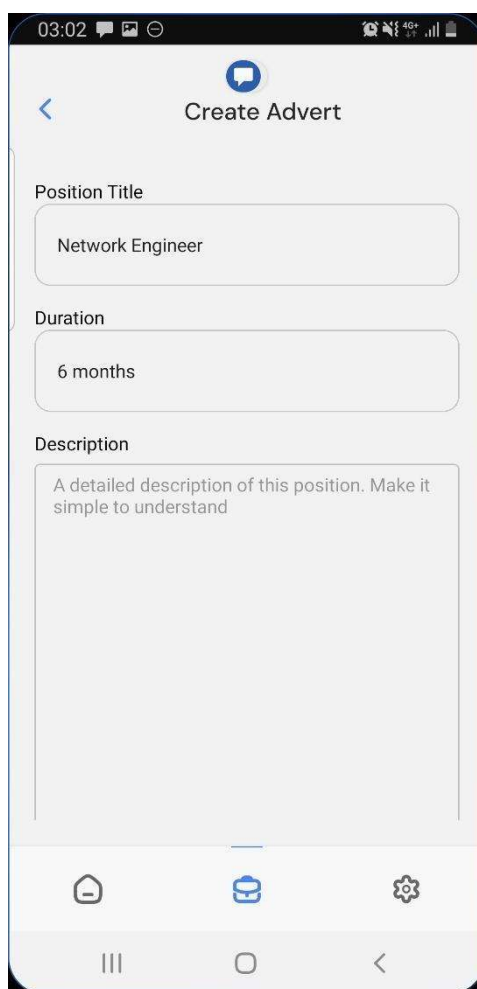 03:02
4G+
Create Advert
Position Title
Network Engineer
Duration
6 months
Description
A detailed description of this position. Make it
simple to understand